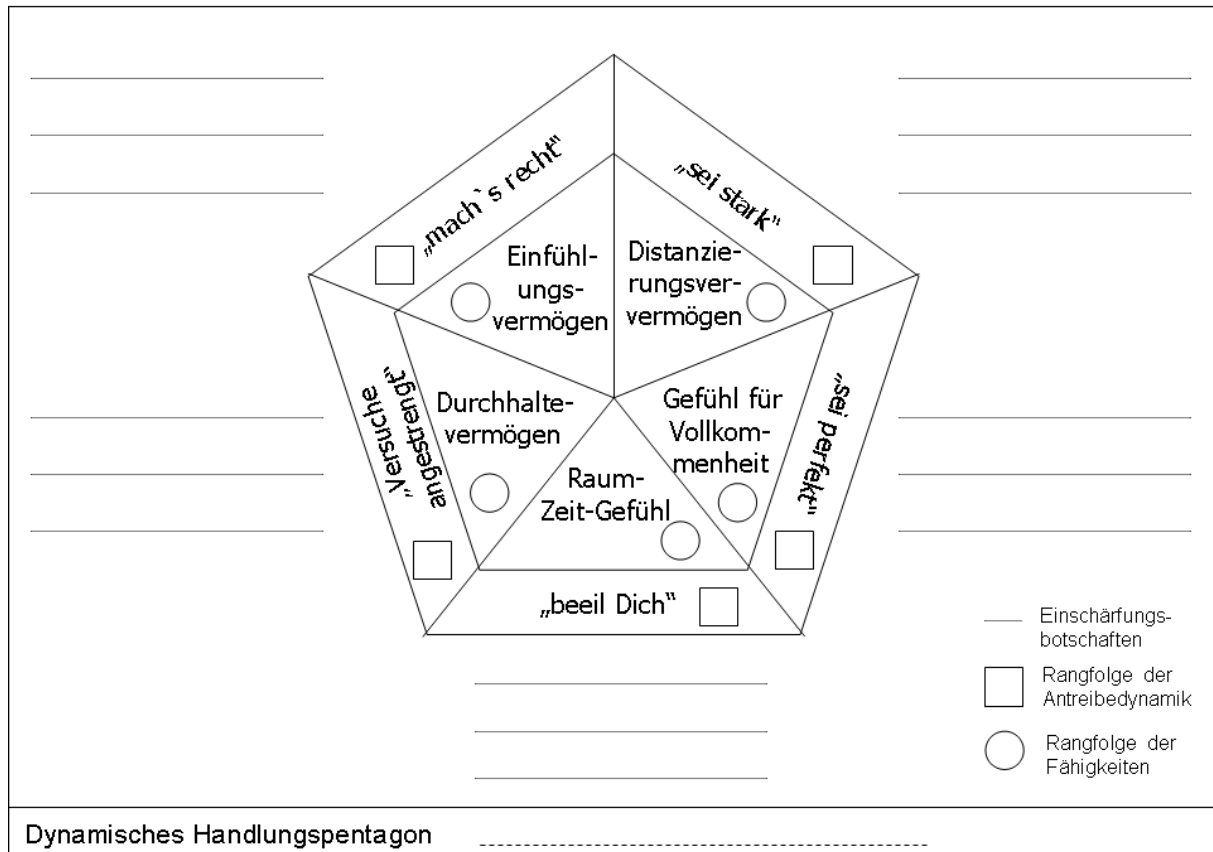 „mach`s recht“
„sei stark“
Einfühl-
ungs-
vermögen
Distanzie-
rungsver-
vermögen
„Versuche
angestrengt“
Durchhalte-
vermögen
Gefühl für
Vollkom-
menheit
„sei perfekt“
Raum-
Zeit-Gefühl
„beeil Dich“
Einschärfungs-
botschaften
Rangfolge der
Antreibedynamik
Rangfolge der
Fähigkeiten
Dynamisches Handlungspentagon